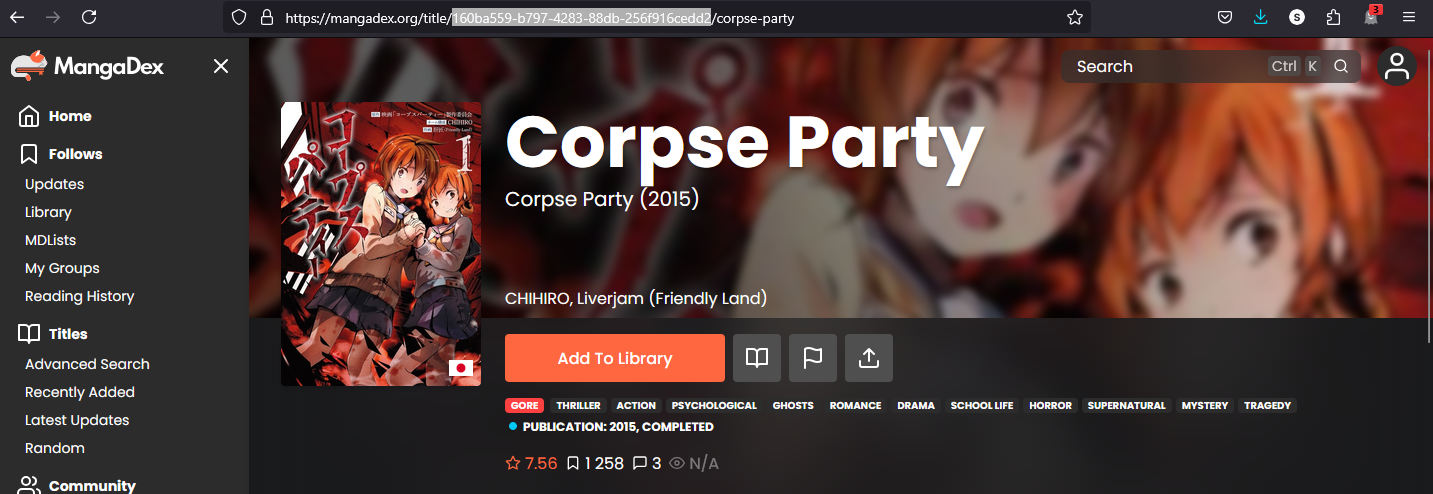 https://mangadex.org/title/160ba559-b797-4283-88db-256f916cedd2/corpse-party
S
3
MangaDex
Search Ctrl K
Home
Follows
Updates
Library
MDLists
My Groups
Reading History
Titles
Advanced Search
Recently Added
Latest Updates
Random
Community
コープスパーティー
1
CHIHIRO
Corpse Party
Corpse Party (2015)
CHIHIRO, Liverjam (Friendly Land)
Add To Library
GORE THRILLER ACTION PSYCHOLOGICAL GHOSTS ROMANCE DRAMA SCHOOL LIFE HORROR SUPERNATURAL MYSTERY TRAGEDY
PUBLICATION: 2015, COMPLETED
7.56 1 258 3 N/A